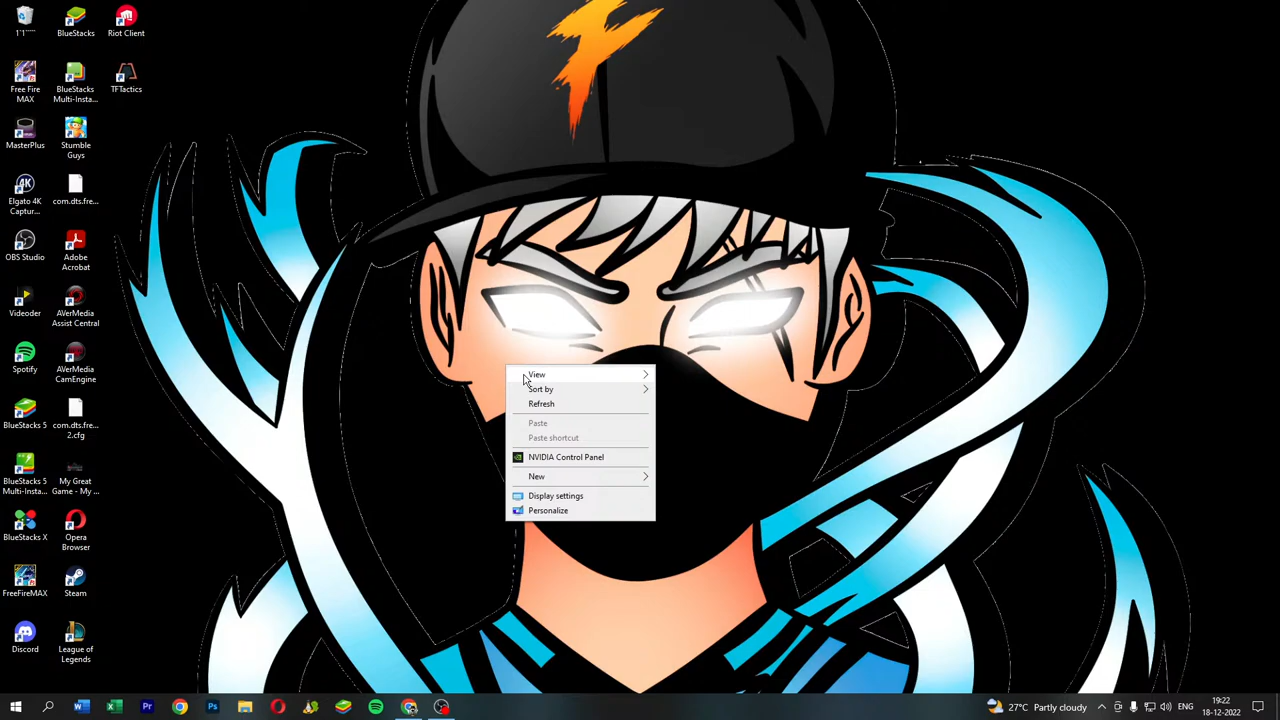 1'1''''''
BlueStacks
Riot Client
Free Fire
MAX
BlueStacks
Multi-Insta...
TFTactics
MasterPlus
Stumble
Guys
Elgato 4K
Captur...
com.dts.fre...
OBS Studio
Adobe
Acrobat
Videoder
AVerMedia
Assist Central
Spotify
AVerMedia
CamEngine
BlueStacks 5
com.dts.fre...
2.cfg
BlueStacks 5
Multi-Insta...
My Great
Game - My ...
BlueStacks X
Opera
Browser
FreeFireMAX
Steam
Discord
League of
Legends
View
Sort by
Refresh
Paste
Paste shortcut
NVIDIA Control Panel
New
Display settings
Personalize
27°C Partly cloudy
ENG
19:22
18-12-2022